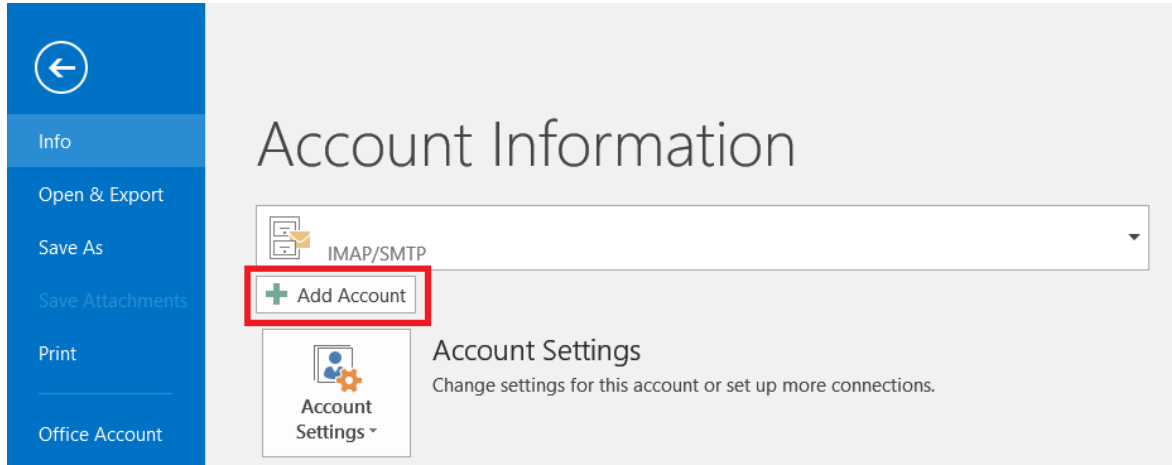 Info
Open & Export
Save As
Save Attachments
Print
Office Account
Account Information
IMAP/SMTP
Add Account
Account
Settings
Account Settings
Change settings for this account or set up more connections.